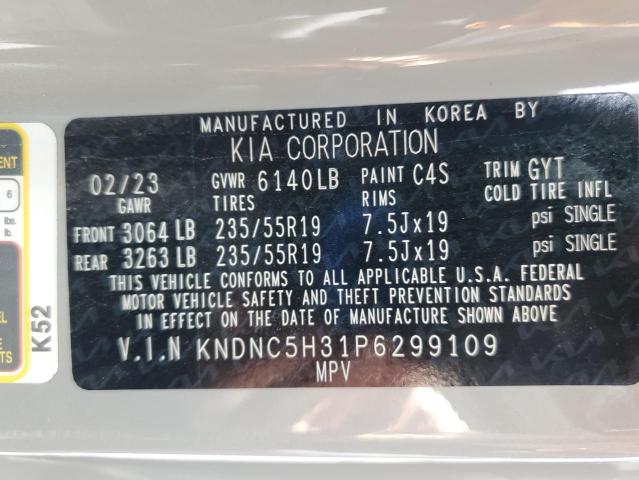 MANUFACTURED IN KOREA BY
KIA CORPORATION
02/23 GVWR 6140LB PAINT C4S TRIM GYT
GAWR TIRES RIMS COLD TIRE INFL
FRONT 3064 LB 235/55R19 7.5Jx19 psi SINGLE
REAR 3263 LB 235/55R19 7.5Jx19 psi SINGLE
THIS VEHICLE CONFORMS TO ALL APPLICABLE U.S.A. FEDERAL
MOTOR VEHICLE SAFETY AND THEFT PREVENTION STANDARDS
IN EFFECT ON THE DATE OF MANUFACTURE SHOWN ABOVE.
V.I.N KNDNC5H31P6299109
MPV
6
lbs.
lb.
K52